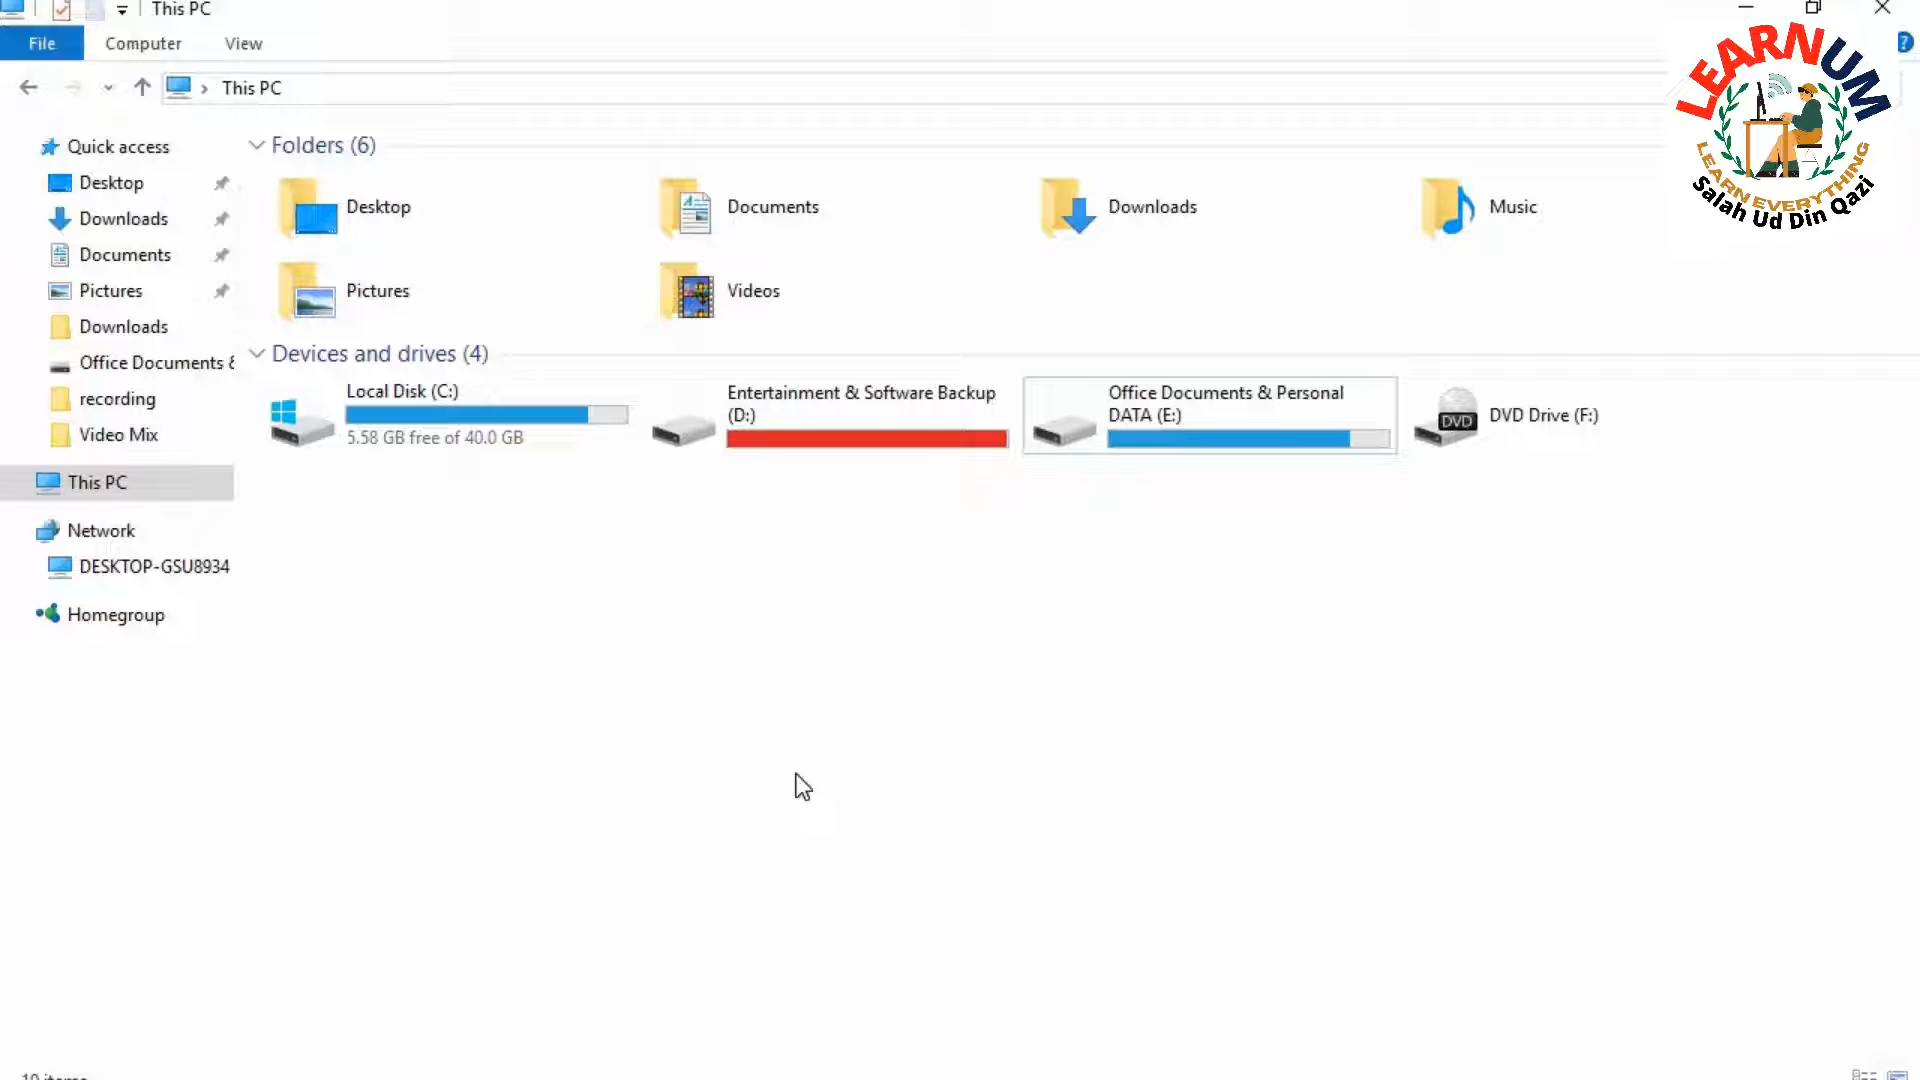 This PC
File
Computer
View
This PC
LEARNUM
LEARN EVERYTHING
Salah Ud Din Qazi
Quick access
Desktop
Downloads
Documents
Pictures
Downloads
Office Documents &
recording
Video Mix
This PC
Network
DESKTOP-GSU8934
Homegroup
Folders (6)
Desktop
Documents
Downloads
Music
Pictures
Videos
Devices and drives (4)
Local Disk (C:)
5.58 GB free of 40.0 GB
Entertainment & Software Backup
(D:)
Office Documents & Personal
DATA (E:)
DVD
DVD Drive (F:)
10 items